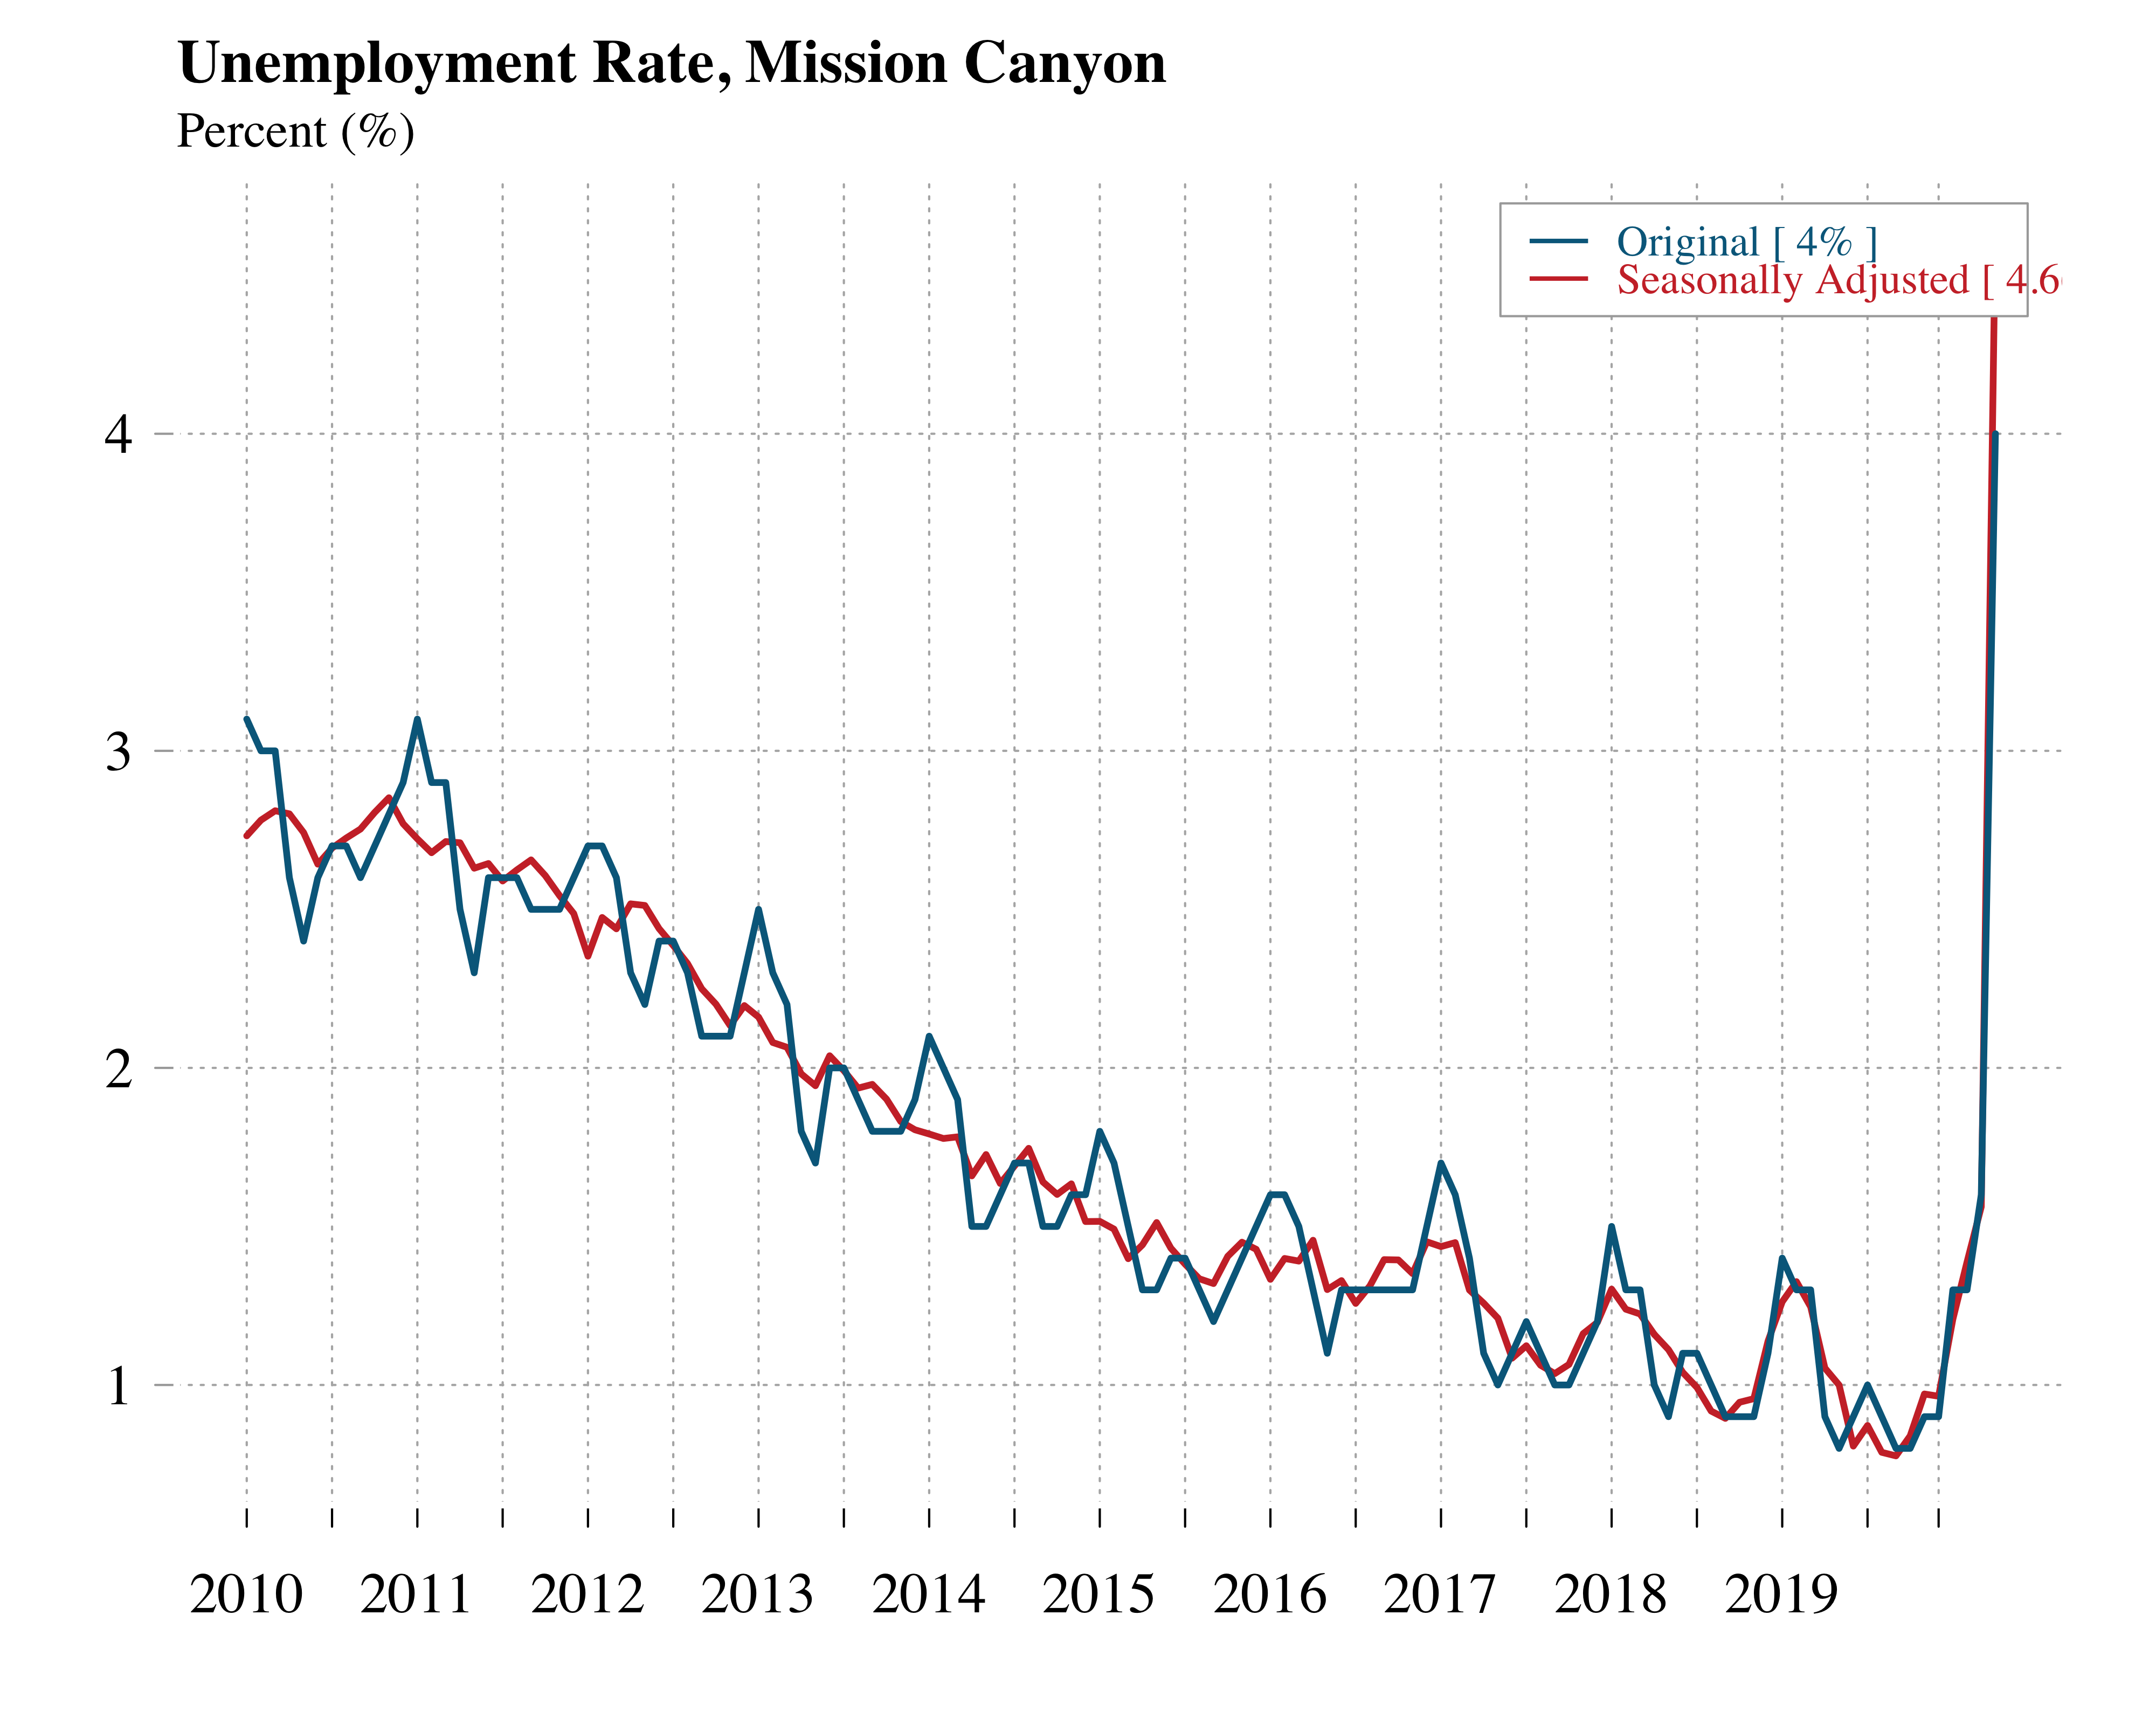 Unemployment Rate, Mission Canyon
Percent (%)
Original [ 4% ]
Seasonally Adjusted [ 4.6
4
3
2
1
2010 2011 2012 2013 2014 2015 2016 2017 2018 2019